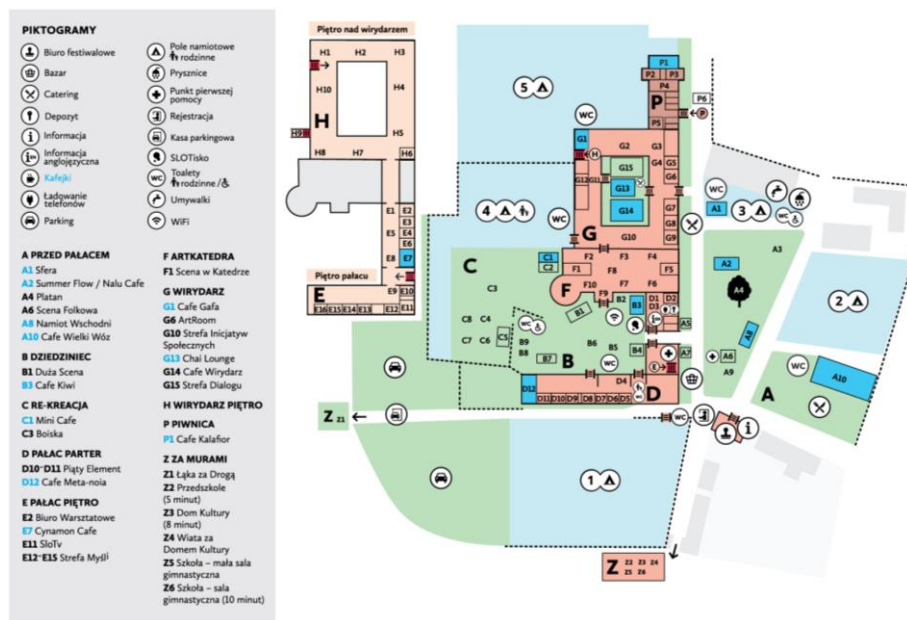 PIKTOGRAMY
Biuro festiwalowe
Bazar
Catering
Depozyt
Informacja
Informacja
anglojęzyczna
Kafejki
Ładowanie
telefonów
Parking
Pole namiotowe
rodzinne
Prysznice
Punkt pierwszej
pomocy
Rejestracja
Kasa parkingowa
SLOTisko
WC
Toalety
rodzinne /
Umywalki
WiFi
A PRZED PAŁACEM
A1 Sfera
A2 Summer Flow / Nalu Cafe
A4 Platan
A6 Scena Folkowa
A8 Namiot Wschodni
A10 Cafe Wielki Wóz
B DZIEDZINIEC
B1 Duża Scena
B3 Cafe Kiwi
C RE-KREACJA
C1 Mini Cafe
C3 Boiska
D PAŁAC PARTER
D10-D11 Piąty Element
D12 Cafe Meta-noia
E PAŁAC PIĘTRO
E2 Biuro Warsztatowe
E7 Cynamon Cafe
E11 SloTv
E12-E15 Strefa Myśli
F ARTKATEDRA
F1 Scena w Katedrze
G WIRYDARZ
G1 Cafe Gafa
G6 ArtRoom
G10 Strefa Inicjatyw
Społecznych
G13 Chai Lounge
G14 Cafe Wirydarz
G15 Strefa Dialogu
H WIRYDARZ PIĘTRO
P PIWNICA
P1 Cafe Kalafior
Z ZA MURAMI
Z1 Łąka za Drogą
Z2 Przedszkole
(5 minut)
Z3 Dom Kultury
(8 minut)
Z4 Wiata za
Domem Kultury
Z5 Szkoła – mała sala
gimnastyczna
Z6 Szkoła – sala
gimnastyczna (10 minut)
Piętro nad wirydarzem
H1 H2 H3
H10 H4
H
H9 H5
H8 H7 H6
E1 E2
E3
E5 E4
E6
E8 E7
Piętro pałacu
E9 E10
E
E16 E15 E14 E13 E12 E11
P1
P2 P3
P4
P
P5
P6
P
5
WC
G1 G2 G3
H
G15 G4 G5
G12 G11 G6
G13
G14 G7
G8
G G10 G9
4
WC
C1
C2
C
C3
C8 C4
C5
C7 C6
F2 F3 F4
F1 F8 F5
F
F10 F7 F6
F9
B1 B2 B3
D1 D2
D3
WC
B9
B8
B7
B
B6 B5 B4
WC
D12
D4
D
E
WC
D11 D10 D9 D8 D7 D6 D5
A5
A7
WC
A1
3
WC
A3
A2
A4
A8
2
A6
A9
WC
A10
A
Z Z1
WC
i
1
Z Z2 Z3 Z4
Z5 Z6